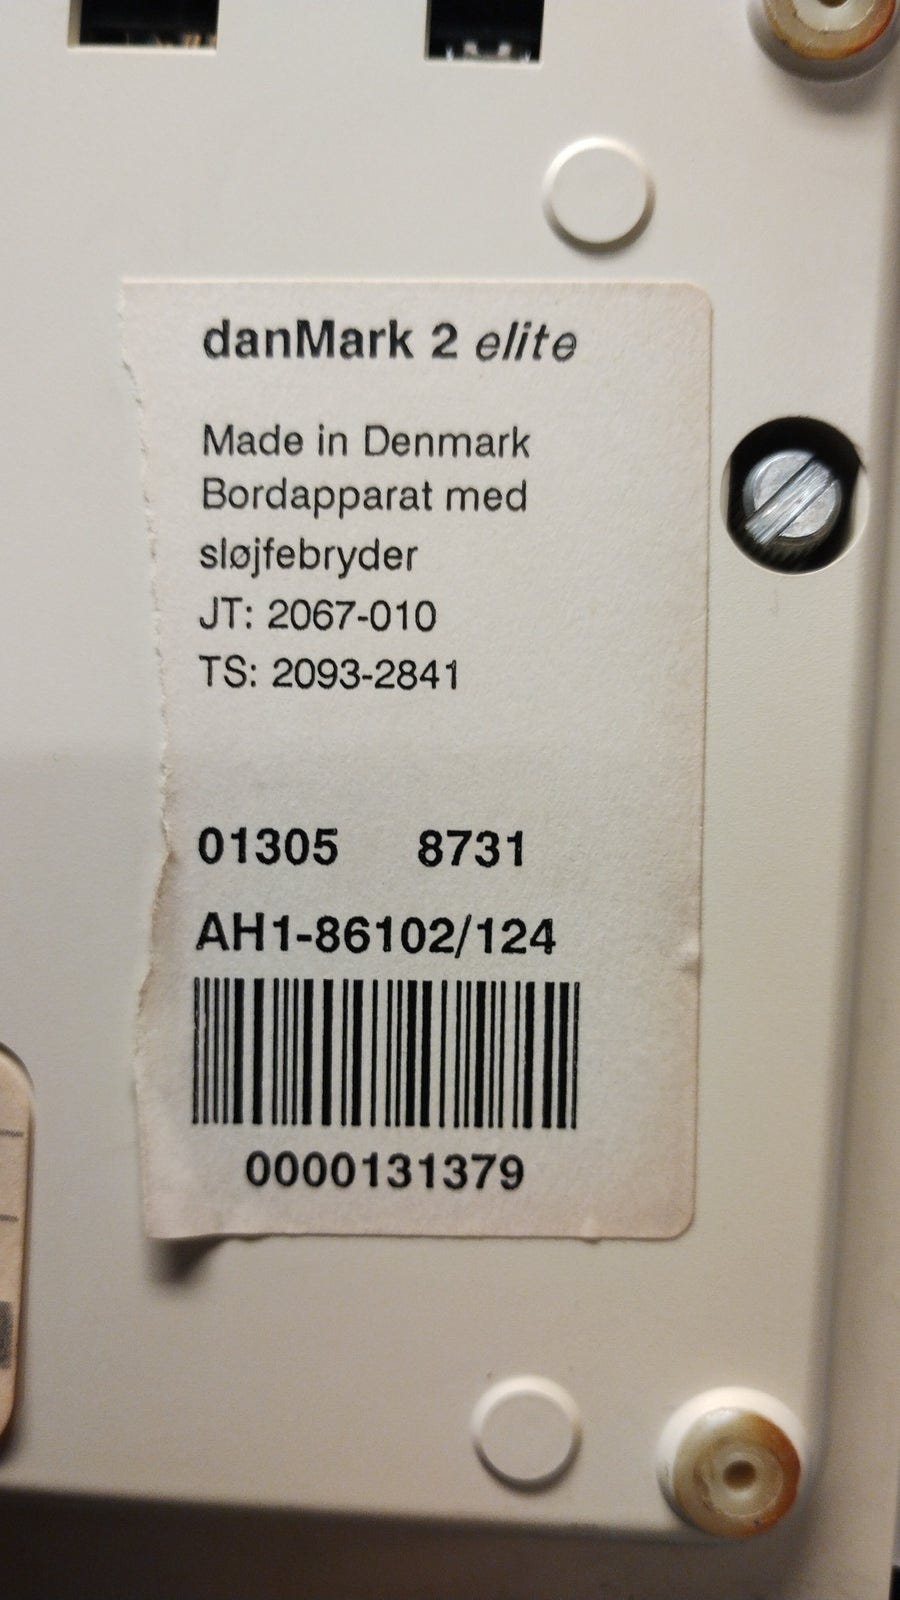 danMark 2 elite
Made in Denmark
Bordapparat med
sløjfebryder
JT: 2067-010
TS: 2093-2841
01305 8731
AH1-86102/124
0000131379